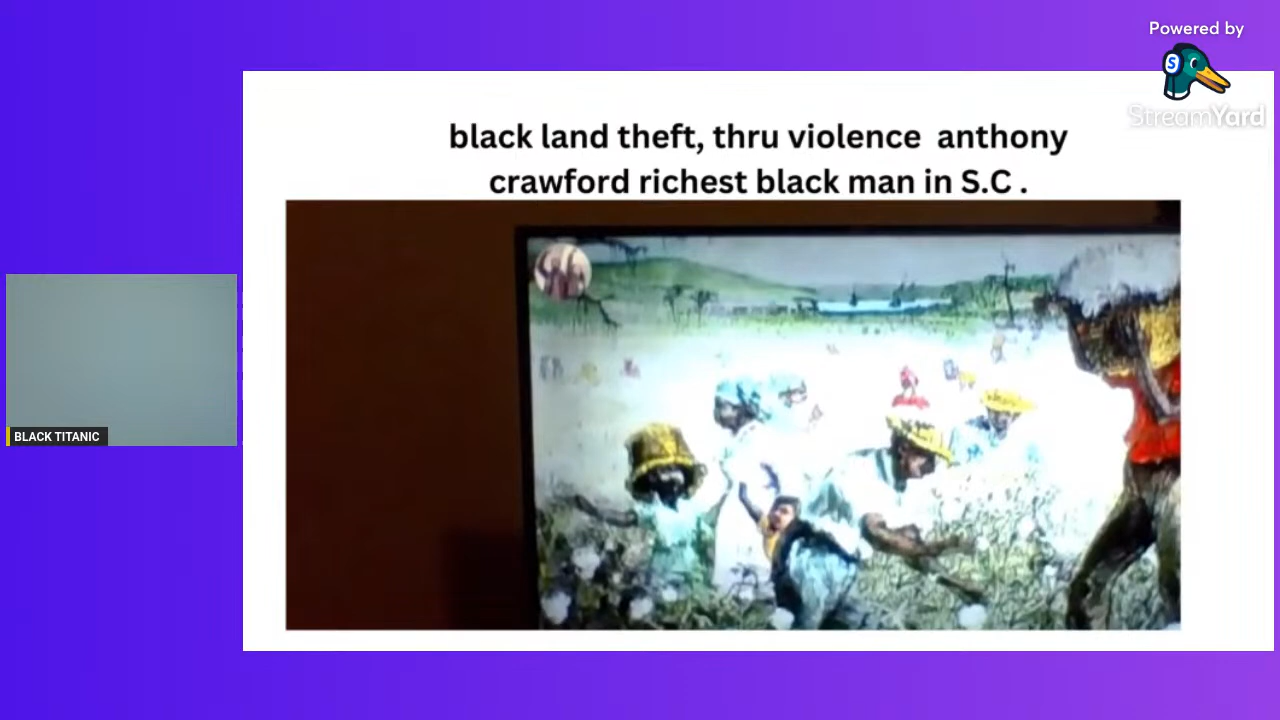 Powered by
S
StreamYard
black land theft, thru violence anthony
crawford richest black man in S.C .
BLACK TITANIC